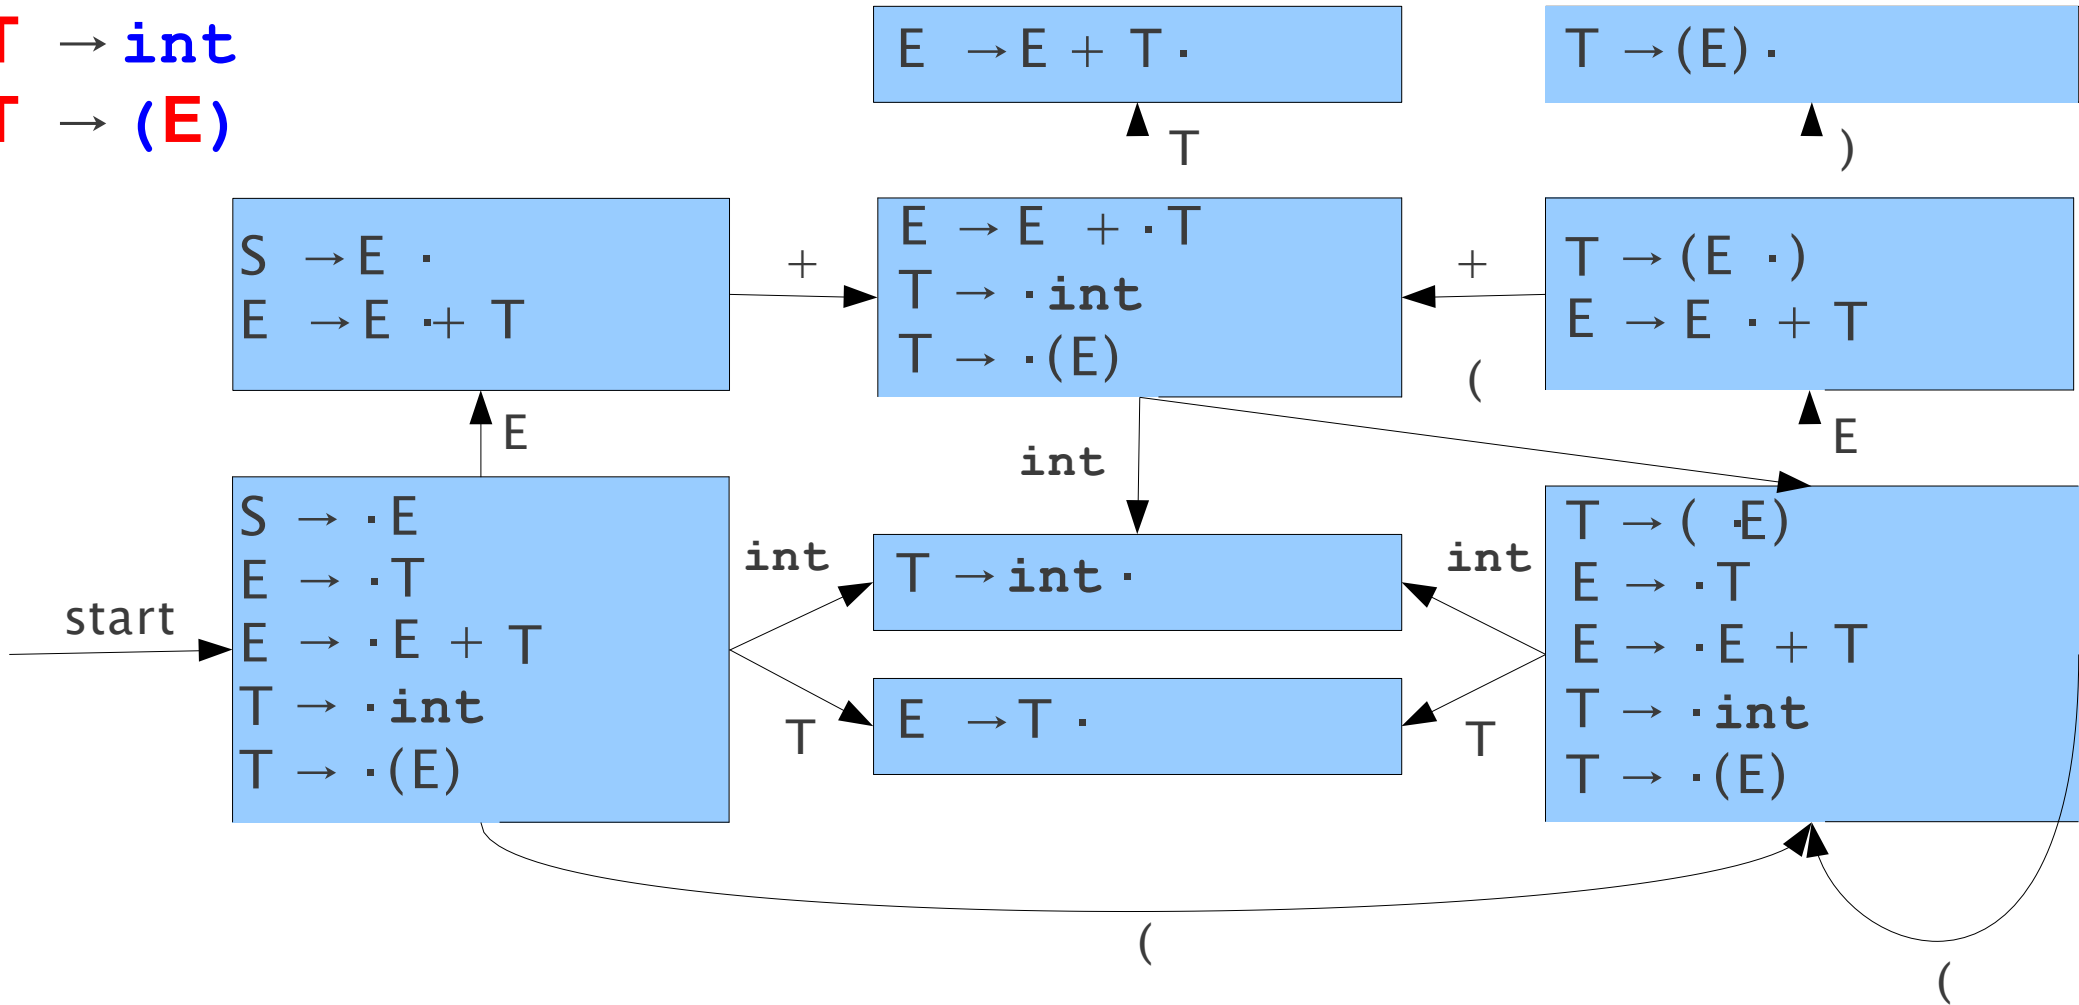 T → int
T → (E)
E → E + T ·
T → (E) ·
T
)
S → E ·
E → E · + T
+
E → E + · T
T → · int
T → · (E)
+
T → (E · )
E → E · + T
(
E
int
E
start
S → · E
E → · T
E → · E + T
T → · int
T → · (E)
int
T
T → int ·
E → T ·
int
T
T → ( · E)
E → · T
E → · E + T
T → · int
T → · (E)
(
(